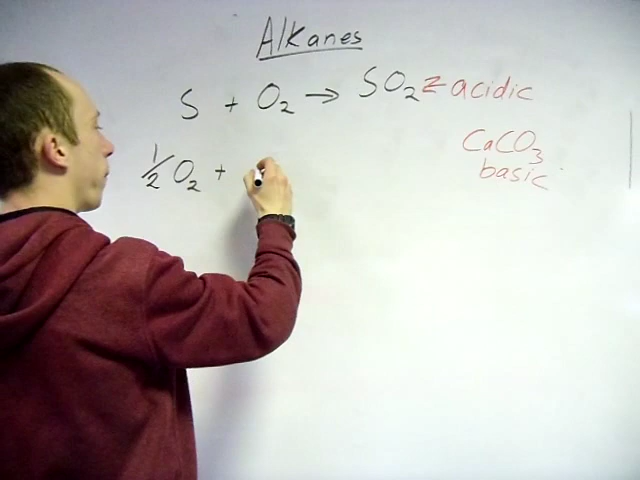 Alkanes
S + O₂ → SO₂ ← acidic
CaCO₃
basic
½ O₂ +